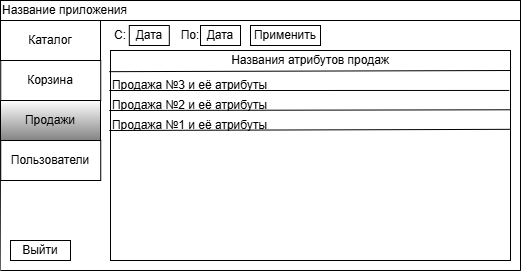 Название приложения
Каталог
С: Дата По: Дата Применить
Названия атрибутов продаж
Корзина
Продажа №3 и её атрибуты
Продажа №2 и её атрибуты
Продажи
Продажа №1 и её атрибуты
Пользователи
Выйти